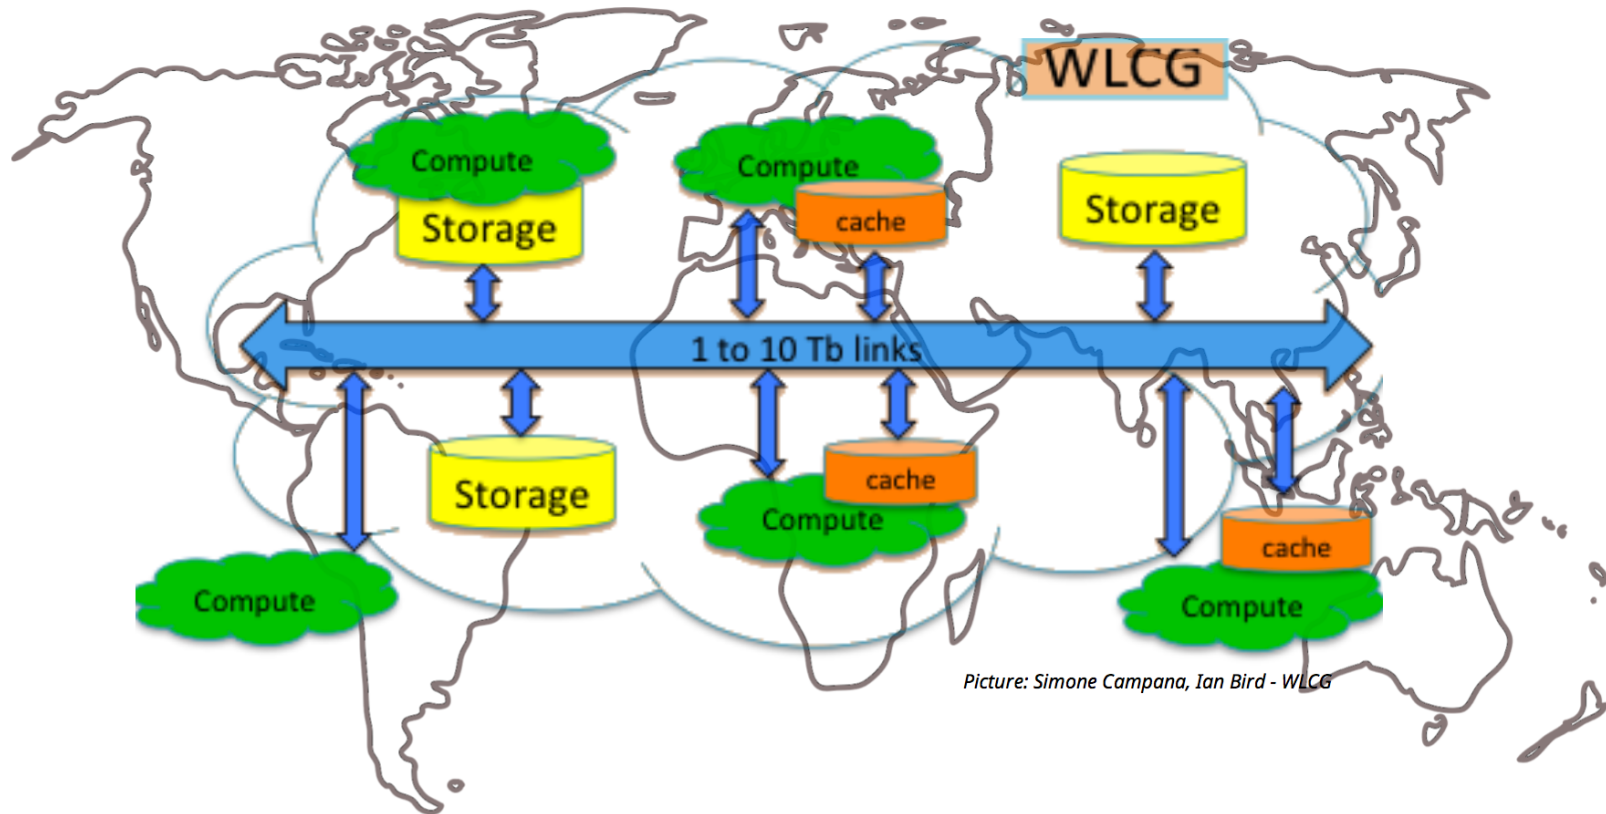 WLCG
Compute
Compute
Storage
cache
Storage
1 to 10 Tb links
Storage
cache
Compute
cache
Compute
Compute
Picture: Simone Campana, Ian Bird - WLCG